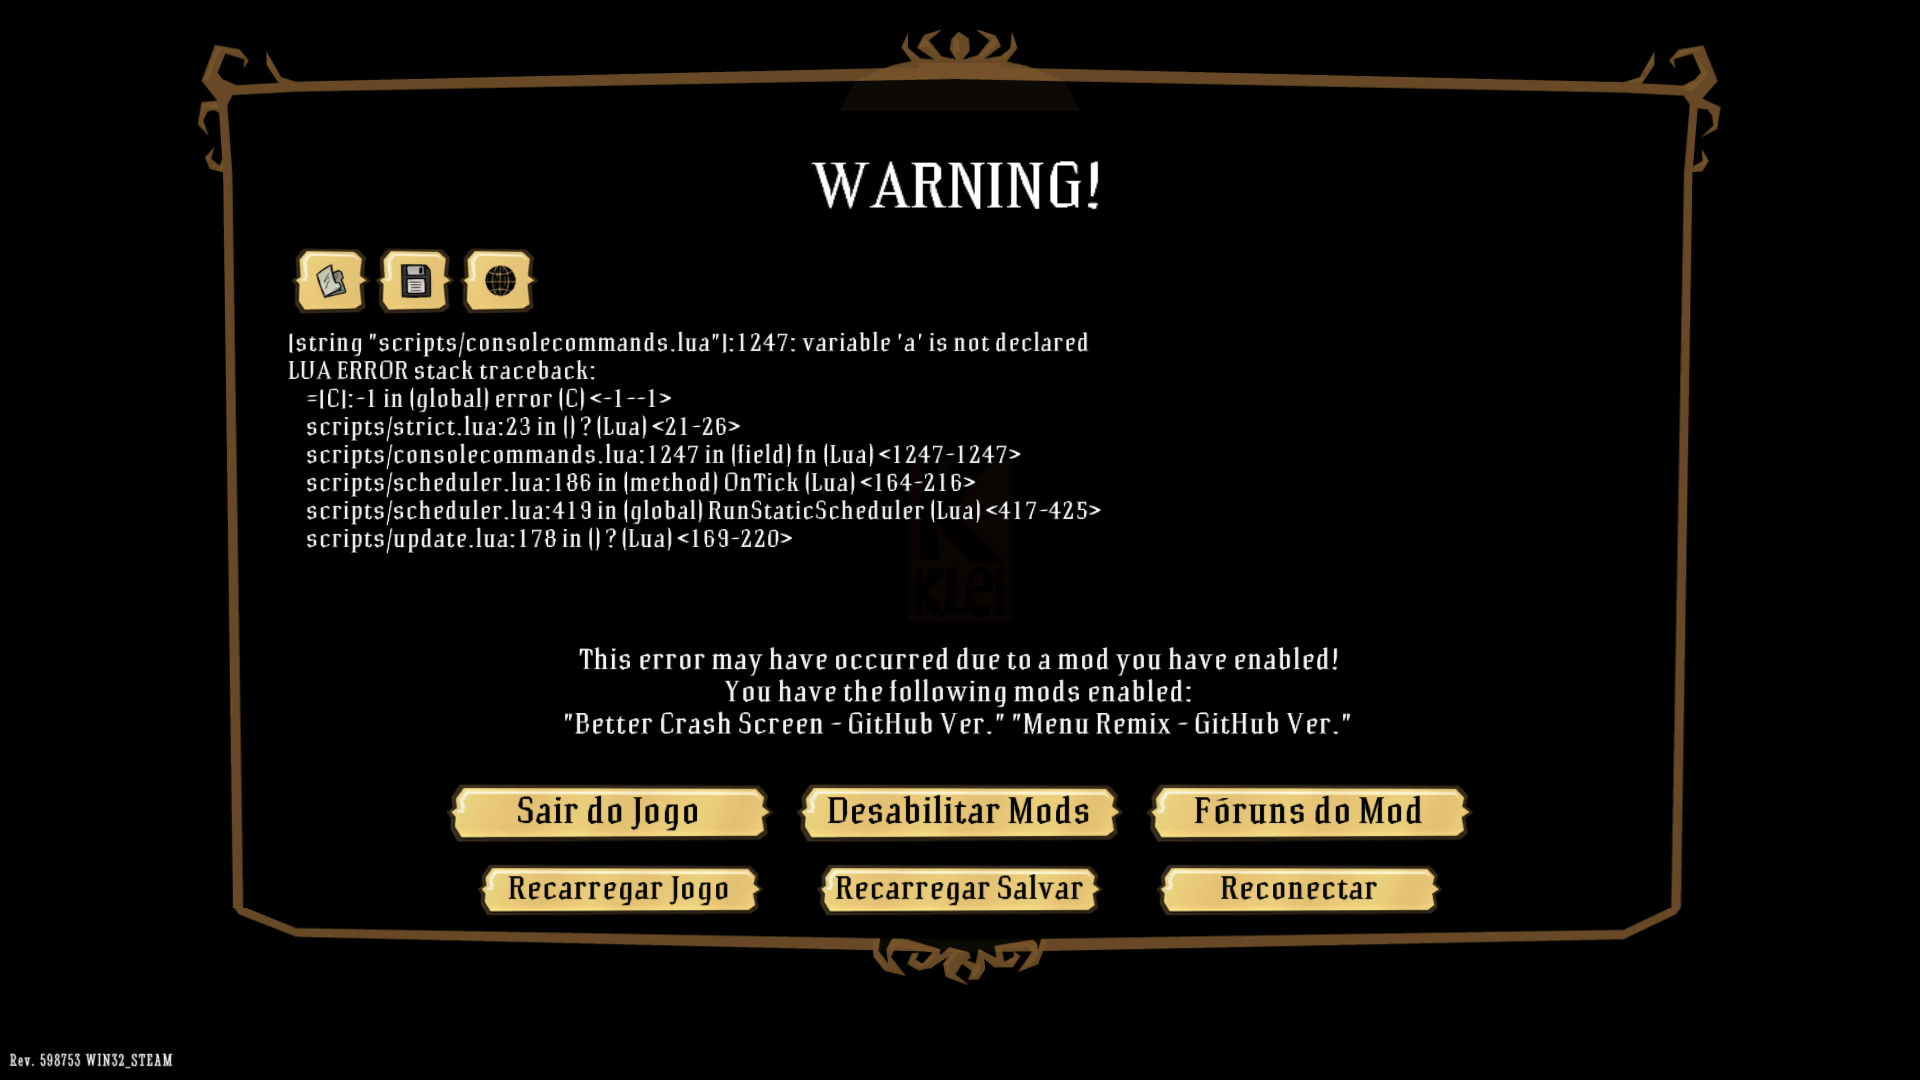 WARNING!
[string "scripts/consolecommands.lua"]:1247: variable 'a' is not declared
LUA ERROR stack traceback:
=[C]:-1 in (global) error (C) <-1--1>
scripts/strict.lua:23 in () ? (Lua) <21-26>
scripts/consolecommands.lua:1247 in (field) fn (Lua) <1247-1247>
scripts/scheduler.lua:186 in (method) OnTick (Lua) <164-216>
scripts/scheduler.lua:419 in (global) RunStaticScheduler (Lua) <417-425>
scripts/update.lua:178 in () ? (Lua) <169-220>
KLEi
This error may have occurred due to a mod you have enabled!
You have the following mods enabled:
"Better Crash Screen - GitHub Ver." "Menu Remix - GitHub Ver."
Sair do Jogo
Desabilitar Mods
Fóruns do Mod
Recarregar Jogo
Recarregar Salvar
Reconectar
Rev. 598753 WIN32_STEAM